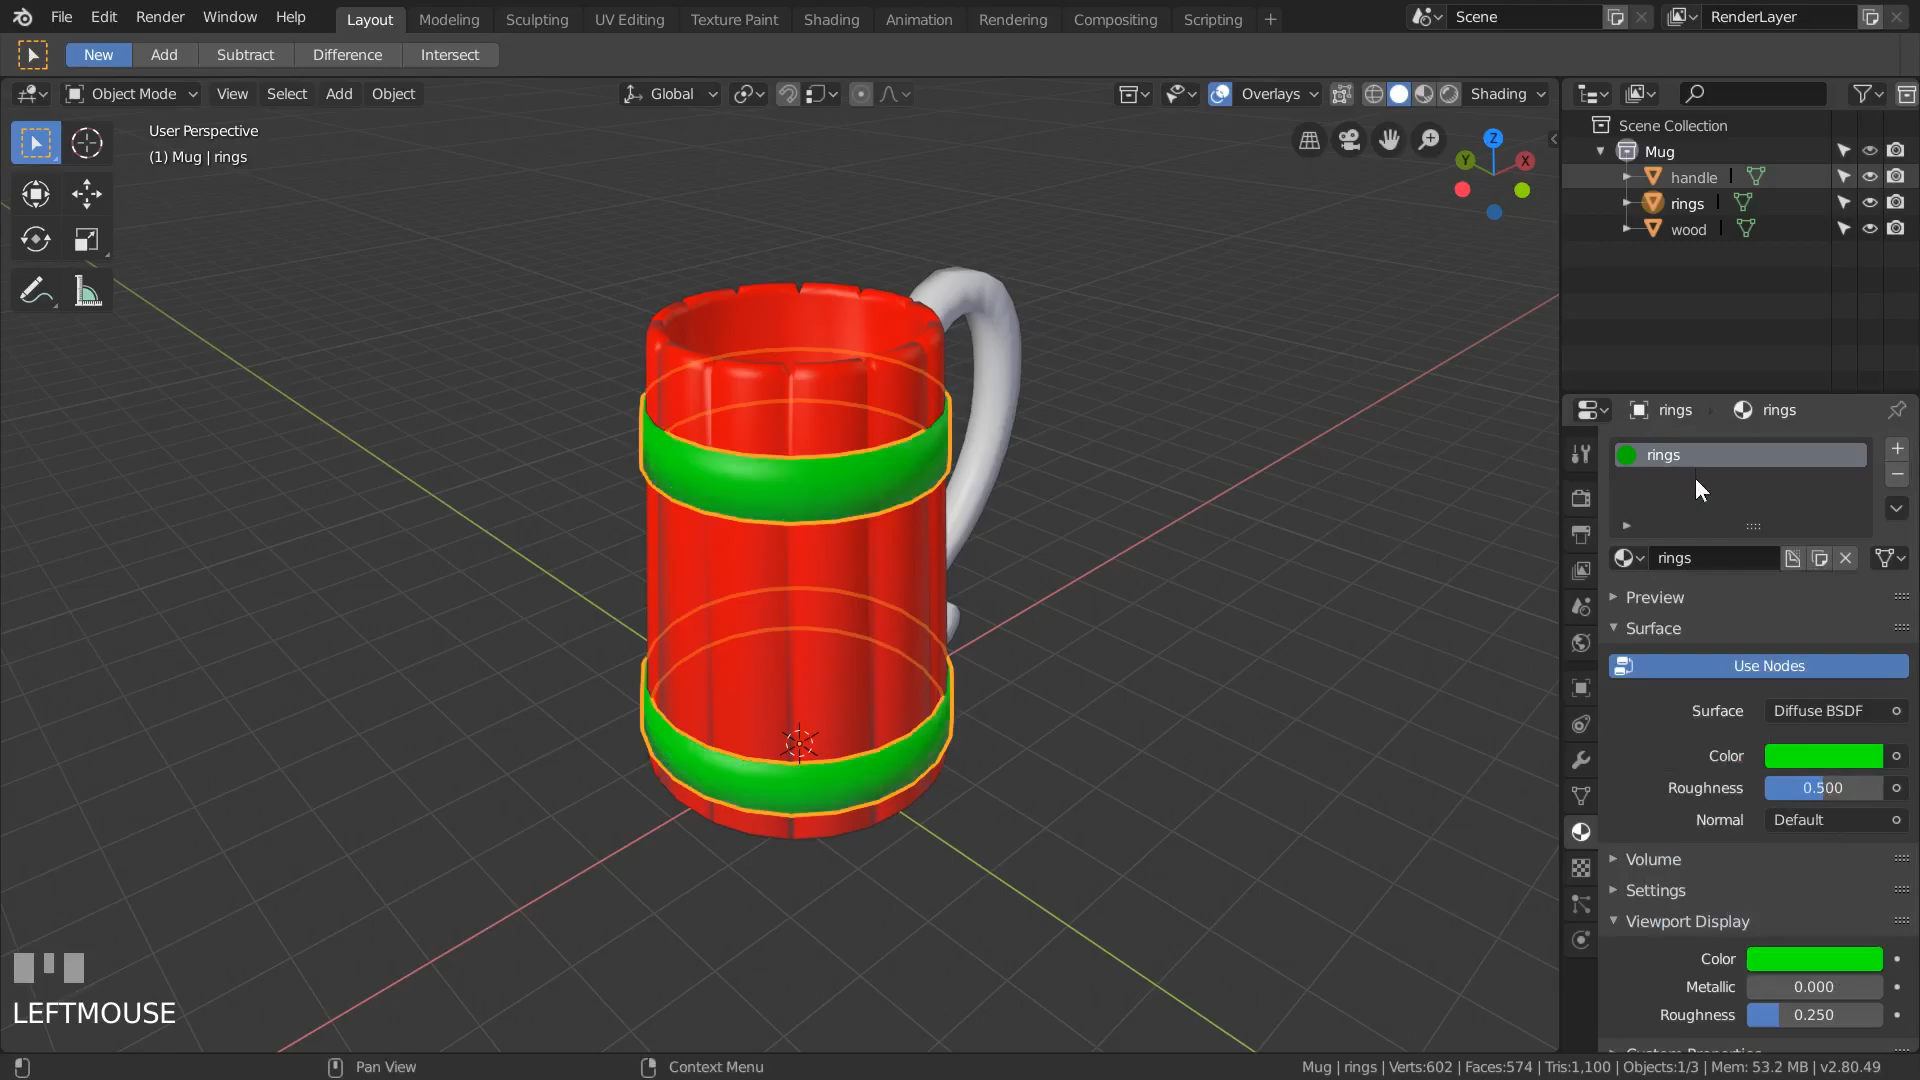 File Edit Render Window Help
Layout Modeling Sculpting UV Editing Texture Paint Shading Animation Rendering Compositing Scripting +
Scene
RenderLayer
New Add Subtract Difference Intersect
Object Mode View Select Add Object
Global
Overlays
Shading
User Perspective
(1) Mug | rings
Z
Y
X
Scene Collection
Mug
handle
rings
wood
rings
rings
rings
rings
Preview
Surface
Use Nodes
Surface Diffuse BSDF
Color
Roughness 0.500
Normal Default
Volume
Settings
Viewport Display
Color
Metallic 0.000
Roughness 0.250
LEFTMOUSE
Pan View
Context Menu
Mug | rings | Verts:602 | Faces:574 | Tris:1,100 | Objects:1/3 | Mem: 53.2 MB | v2.80.49